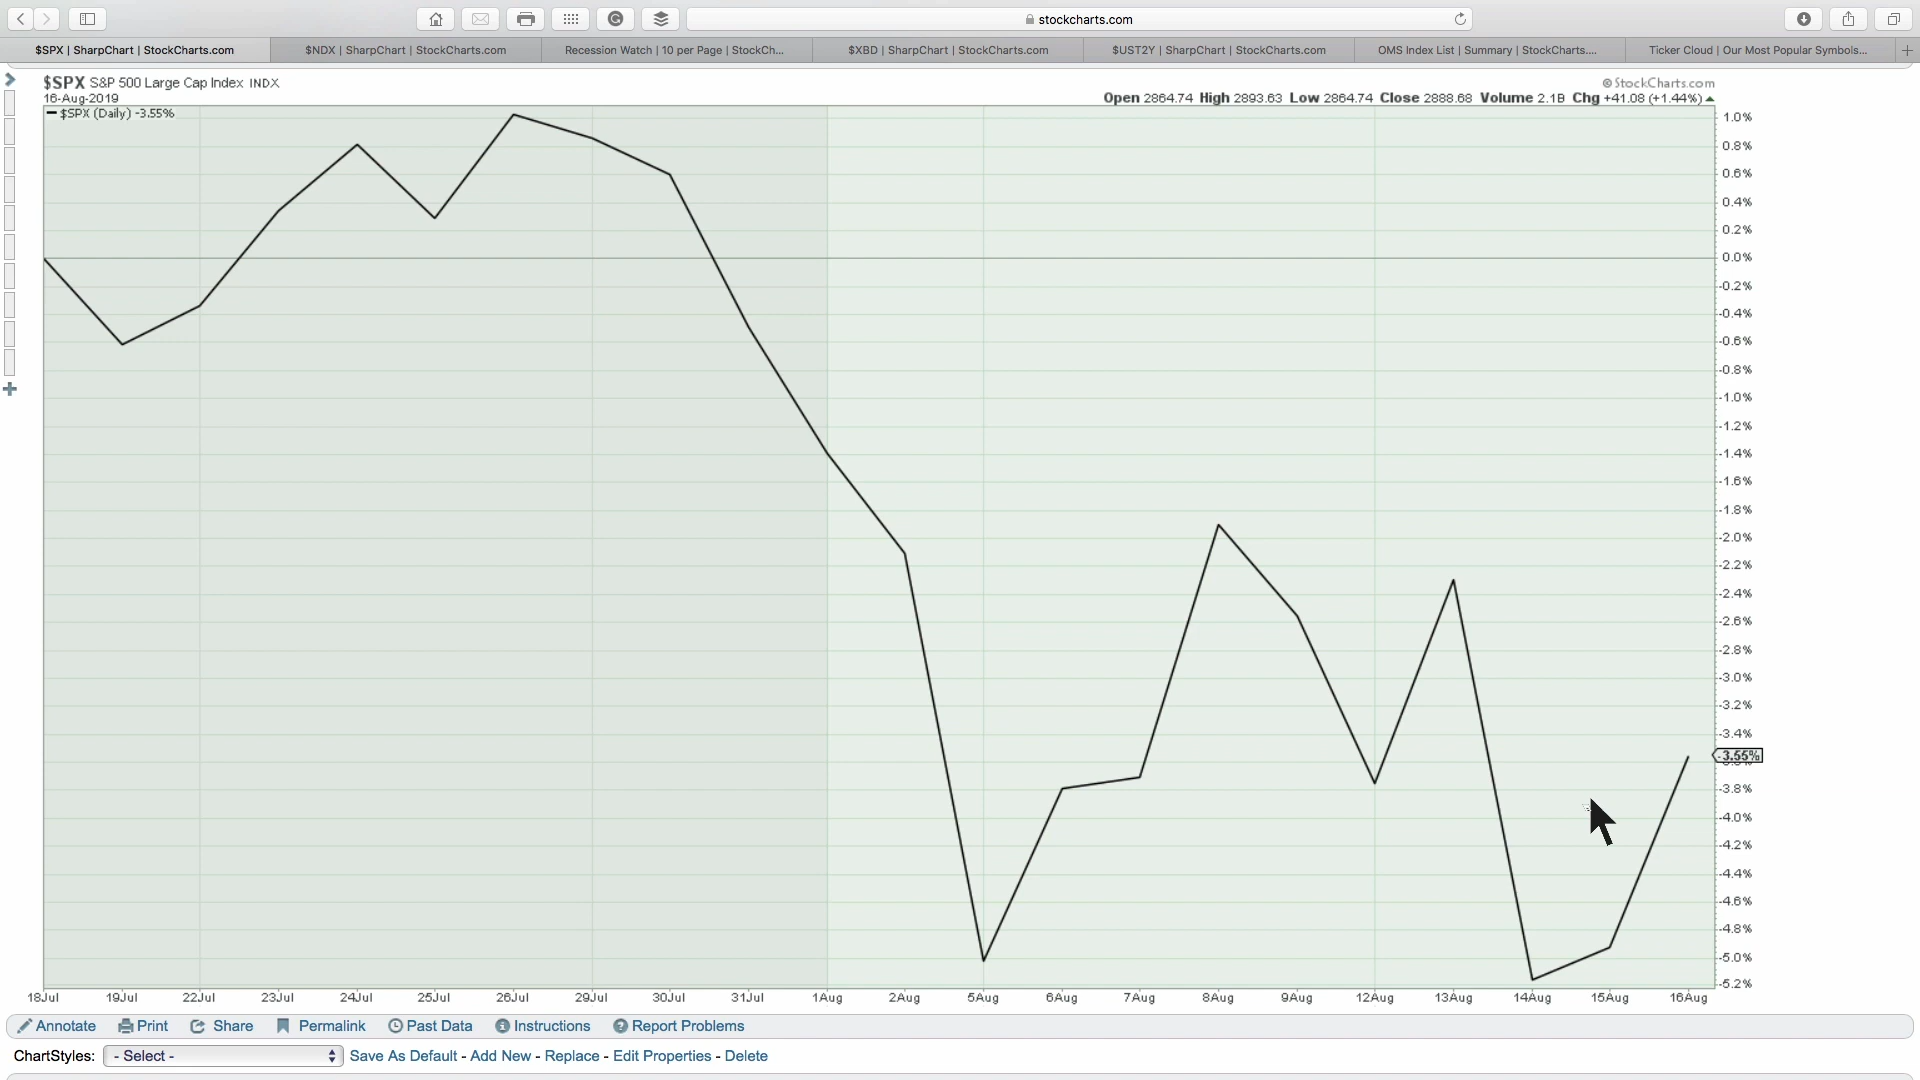 stockcharts.com
$SPX | SharpChart | StockCharts.com
$NDX | SharpChart | StockCharts.com
Recession Watch | 10 per Page | StockCh...
$XBD | SharpChart | StockCharts.com
$UST2Y | SharpChart | StockCharts.com
OMS Index List | Summary | StockCharts....
Ticker Cloud | Our Most Popular Symbols...
$SPX S&P 500 Large Cap Index INDX
© StockCharts.com
16-Aug-2019
Open 2864.74 High 2893.63 Low 2864.74 Close 2888.68 Volume 2.1B Chg +41.08 (+1.44%)
$SPX (Daily) -3.55%
1.0%
0.8%
0.6%
0.4%
0.2%
0.0%
-0.2%
-0.4%
-0.6%
-0.8%
-1.0%
-1.2%
-1.4%
-1.6%
-1.8%
-2.0%
-2.2%
-2.4%
-2.6%
-2.8%
-3.0%
-3.2%
-3.4%
-3.55%
-3.8%
-4.0%
-4.2%
-4.4%
-4.6%
-4.8%
-5.0%
-5.2%
18Jul 19Jul 22Jul 23Jul 24Jul 25Jul 26Jul 29Jul 30Jul 31Jul 1Aug 2Aug 5Aug 6Aug 7Aug 8Aug 9Aug 12Aug 13Aug 14Aug 15Aug 16Aug
Annotate Print Share Permalink Past Data Instructions Report Problems
ChartStyles: - Select - Save As Default - Add New - Replace - Edit Properties - Delete